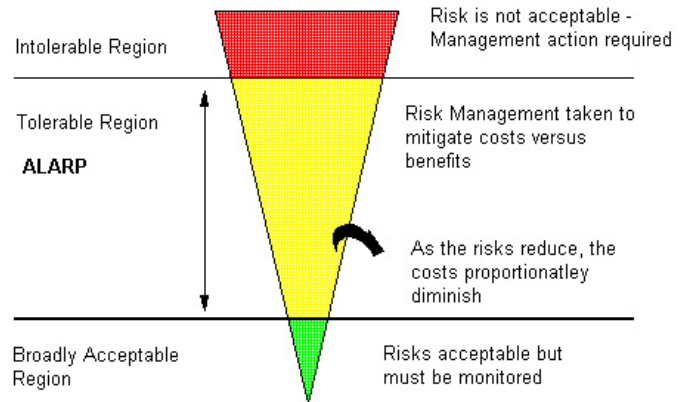 Intolerable Region
Risk is not acceptable -
Management action required
Tolerable Region
ALARP
Risk Management taken to
mitigate costs versus
benefits
As the risks reduce, the
costs proportionatley
diminish
Broadly Acceptable
Region
Risks acceptable but
must be monitored